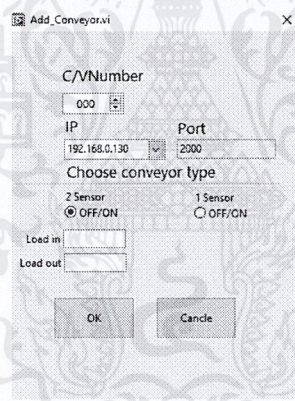 Add_Conveyor.vi
C/VNumber
000
IP Port
192.168.0.130 2000
Choose conveyor type
2 Sensor 1 Sensor
OFF/ON OFF/ON
Load in
Load out
OK Cancle